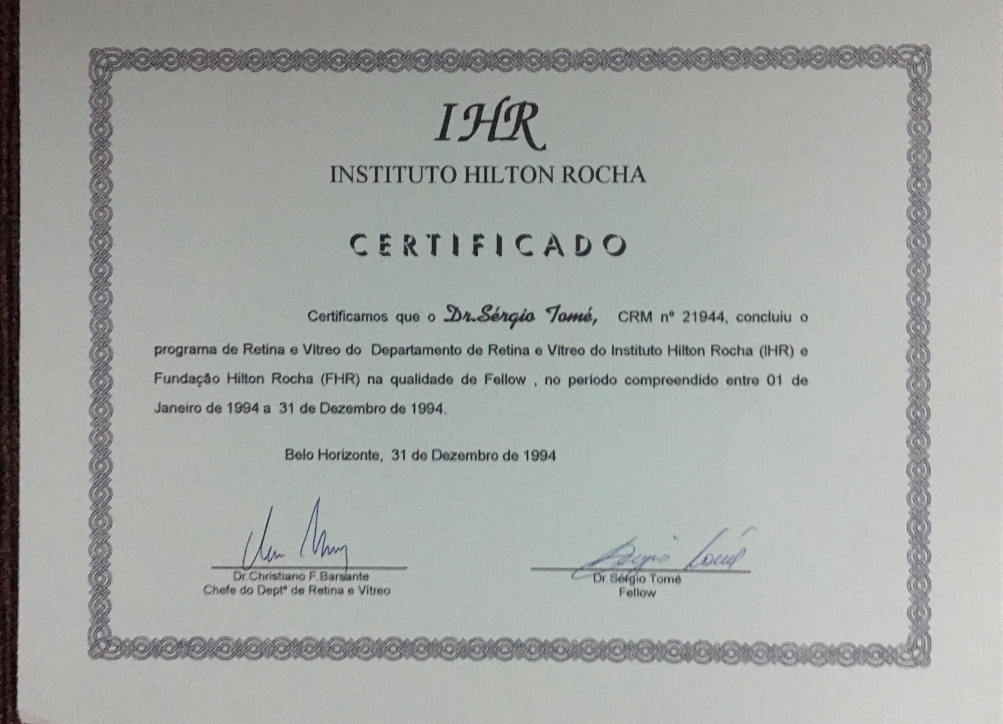 IHR
INSTITUTO HILTON ROCHA
CERTIFICADO
Certificamos que o Dr. Sérgio Tomé, CRM nº 21944, concluiu o
programa de Retina e Vitreo do Departamento de Retina e Vitreo do Instituto Hilton Rocha (IHR) e
Fundação Hilton Rocha (FHR) na qualidade de Fellow , no periodo compreendido entre 01 de
Janeiro de 1994 a 31 de Dezembro de 1994.
Belo Horizonte, 31 de Dezembro de 1994
Sérgio Tomé
Dr.Christiano F.Barsante
Chefe do Deptº de Retina e Vitreo
Dr.Sérgio Tomé
Fellow